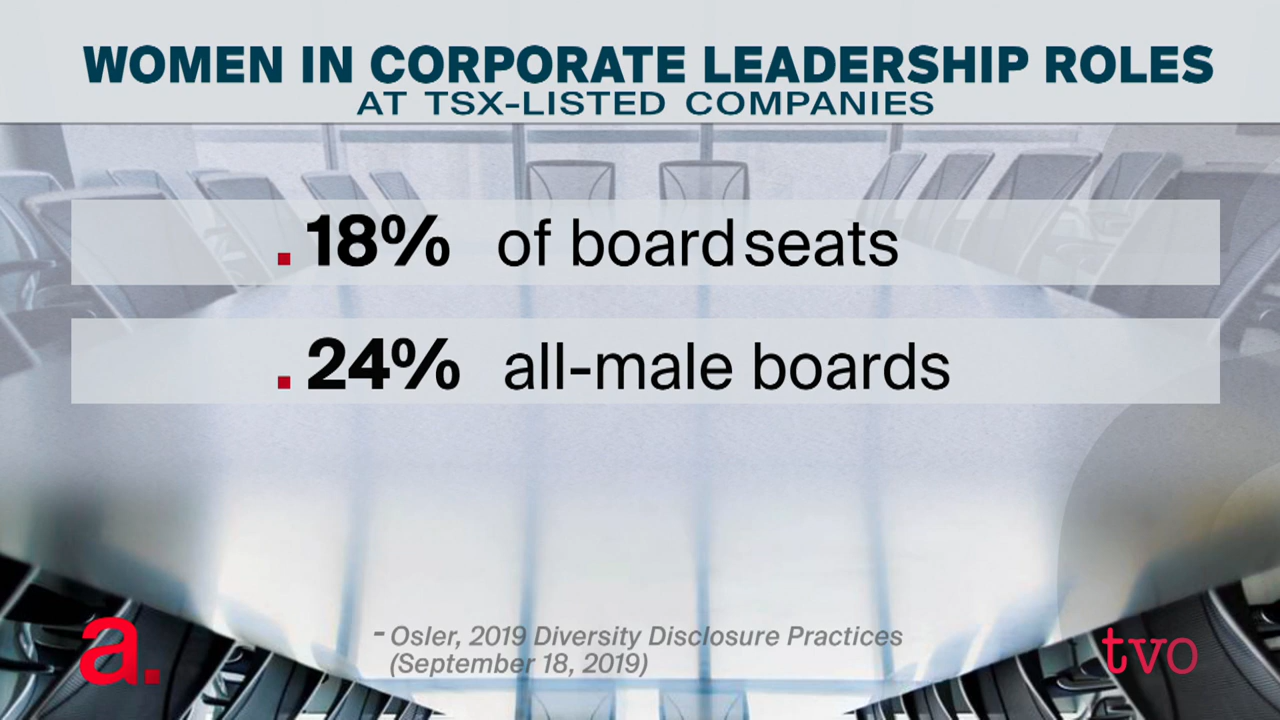 WOMEN IN CORPORATE LEADERSHIP ROLES
AT TSX-LISTED COMPANIES
. 18% of board seats
. 24% all-male boards
- Osler, 2019 Diversity Disclosure Practices
(September 18, 2019)
a.
tvo